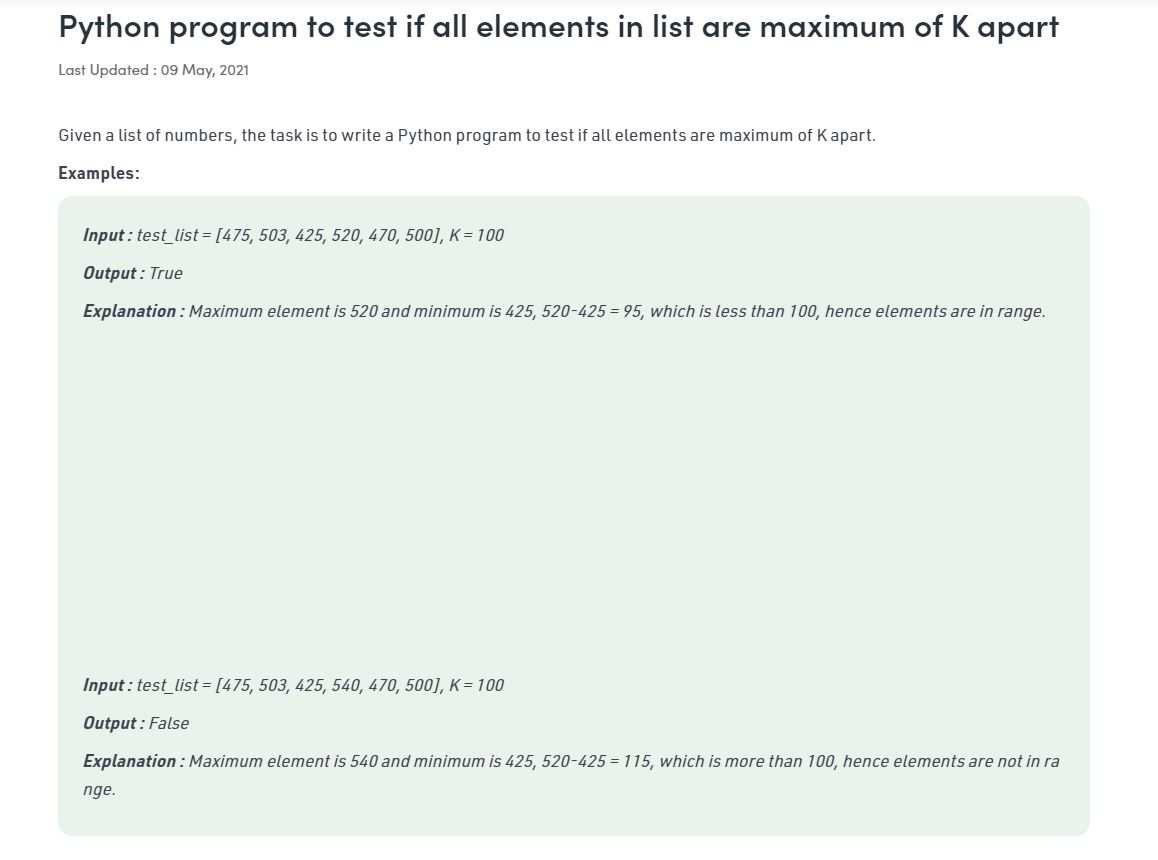 Python program to test if all elements in list are maximum of K apart
Last Updated : 09 May, 2021
Given a list of numbers, the task is to write a Python program to test if all elements are maximum of K apart.
Examples:
Input : test_list = [475, 503, 425, 520, 470, 500], K = 100
Output : True
Explanation : Maximum element is 520 and minimum is 425, 520-425 = 95, which is less than 100, hence elements are in range.
Input : test_list = [475, 503, 425, 540, 470, 500], K = 100
Output : False
Explanation : Maximum element is 540 and minimum is 425, 520-425 = 115, which is more than 100, hence elements are not in ra
nge.